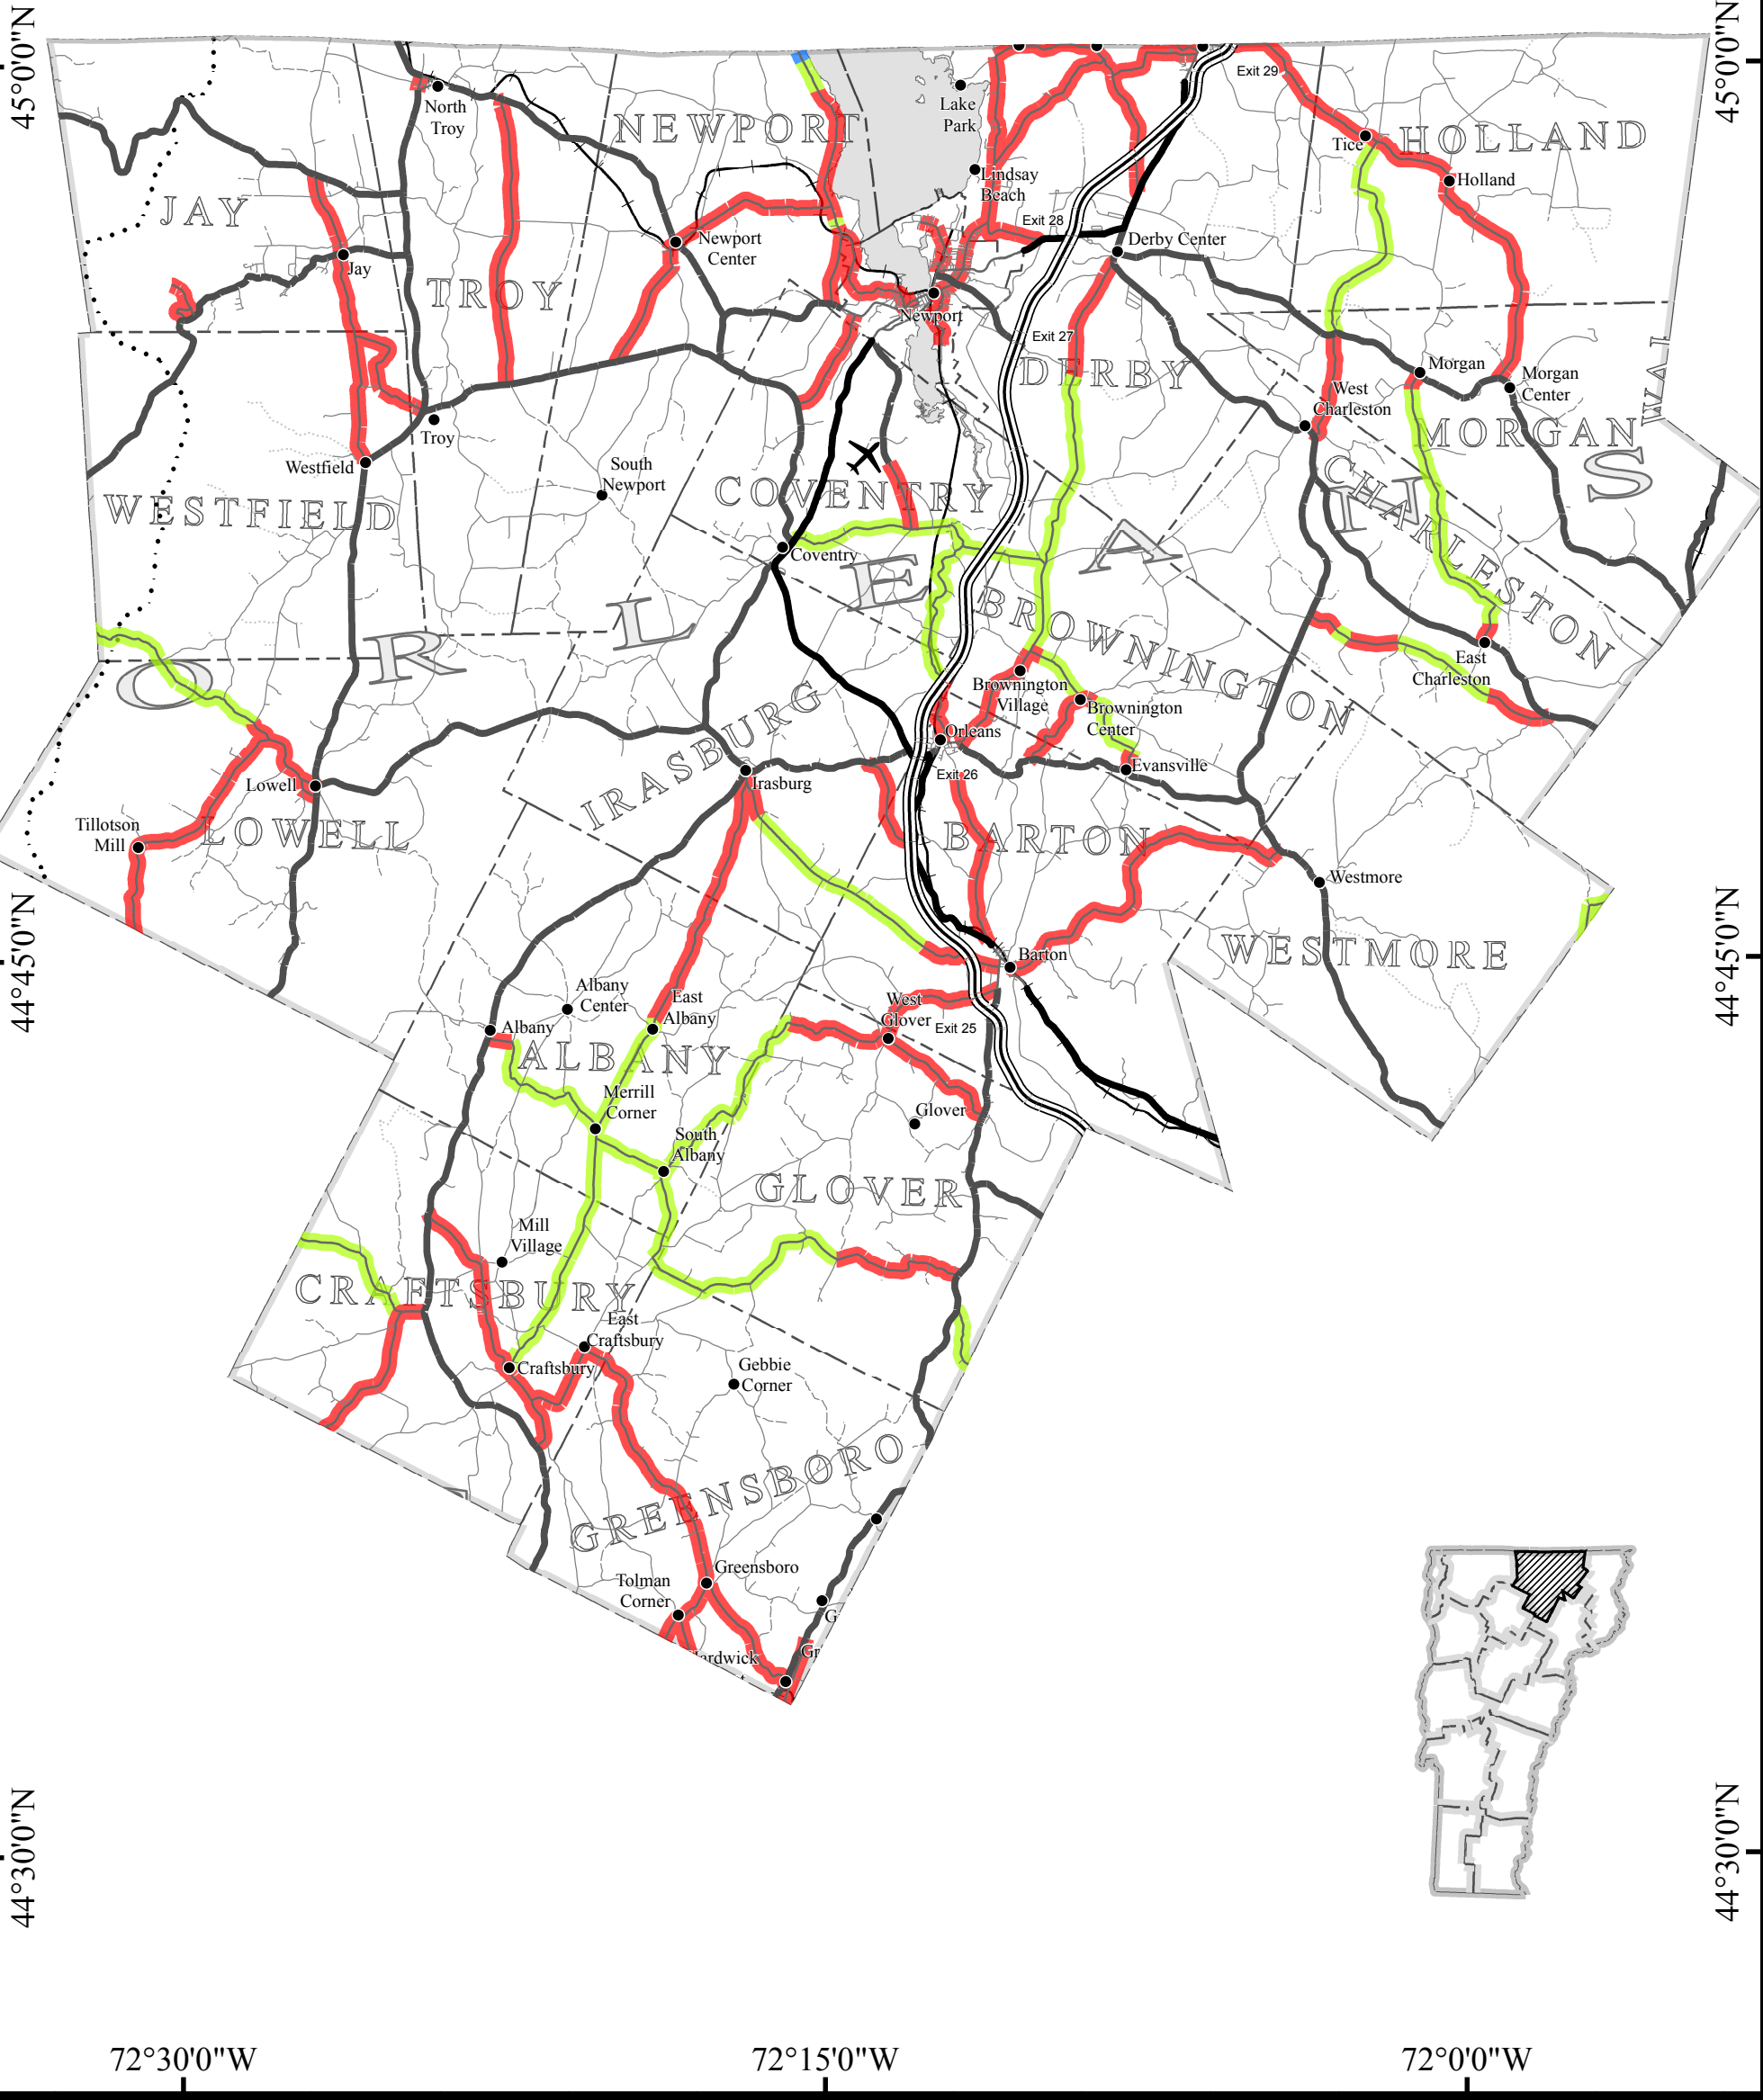 45°0'0"N
45°0'0"N
Exit 29
North
Troy
Lake
Park
NEWPORT
HOLLAND
Tice
Lindsay
Beach
Holland
JAY
Exit 28
Newport
Center
Derby Center
Jay
TROY
Newport
Exit 27
DERBY
Morgan
Morgan
Center
West
Charleston
WAL
Troy
MORGAN
Westfield
South
Newport
COVENTRY
WESTFIELD
CHARLESTON
Coventry
ORLEANS
BROWNINGTON
East
Charleston
Brownington
Village
Brownington
Center
IRASBURG
Orleans
Evansville
Exit 26
Irasburg
Lowell
Tillotson
Mill
LOWELL
BARTON
Westmore
44°45'0"N
44°45'0"N
WESTMORE
Barton
Albany
Center
East
Albany
West
Glover
Albany
Exit 25
ALBANY
Merrill
Corner
Glover
South
Albany
GLOVER
Mill
Village
CRAFTSBURY
East
Craftsbury
Craftsbury
Gebbie
Corner
GREENSBORO
Greensboro
Tolman
Corner
G
Gr
ardwick
44°30'0"N
44°30'0"N
72°30'0"W
72°15'0"W
72°0'0"W